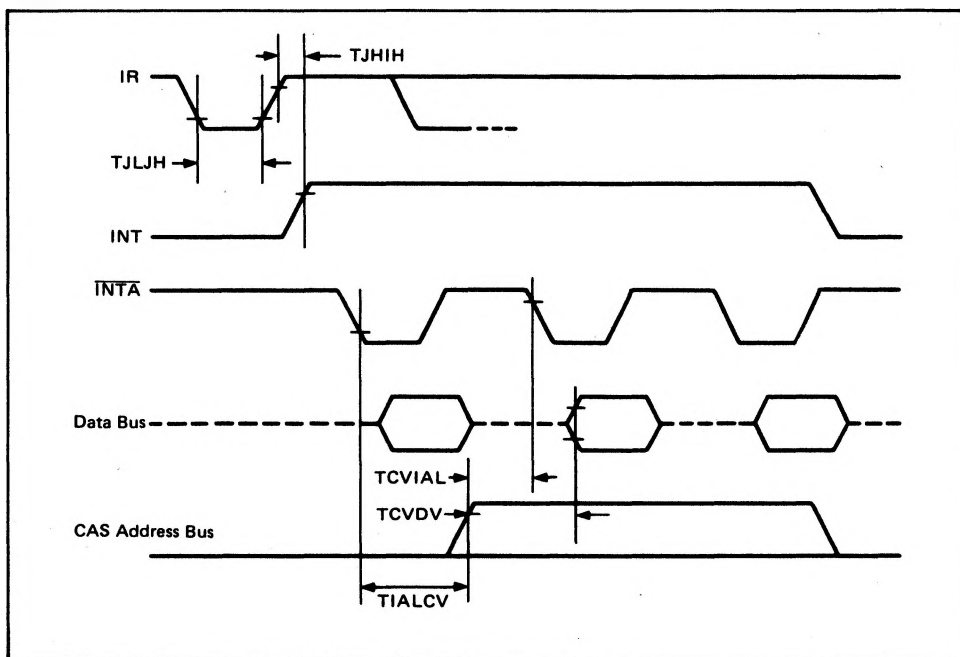 TJHIH
IR
TJLJH
INT
INTA
Data Bus
TCVIAL
TCVDV
CAS Address Bus
TIALCV